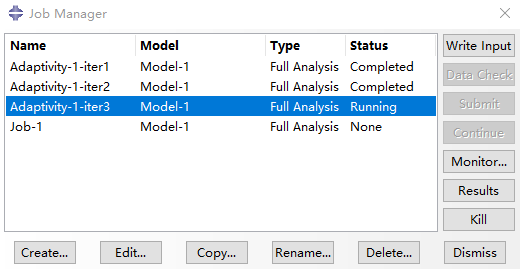 Job Manager
Name Model Type Status
Adaptivity-1-iter1 Model-1 Full Analysis Completed
Adaptivity-1-iter2 Model-1 Full Analysis Completed
Adaptivity-1-iter3 Model-1 Full Analysis Running
Job-1 Model-1 Full Analysis None
Write Input
Data Check
Submit
Continue
Monitor...
Results
Kill
Create... Edit... Copy... Rename... Delete... Dismiss